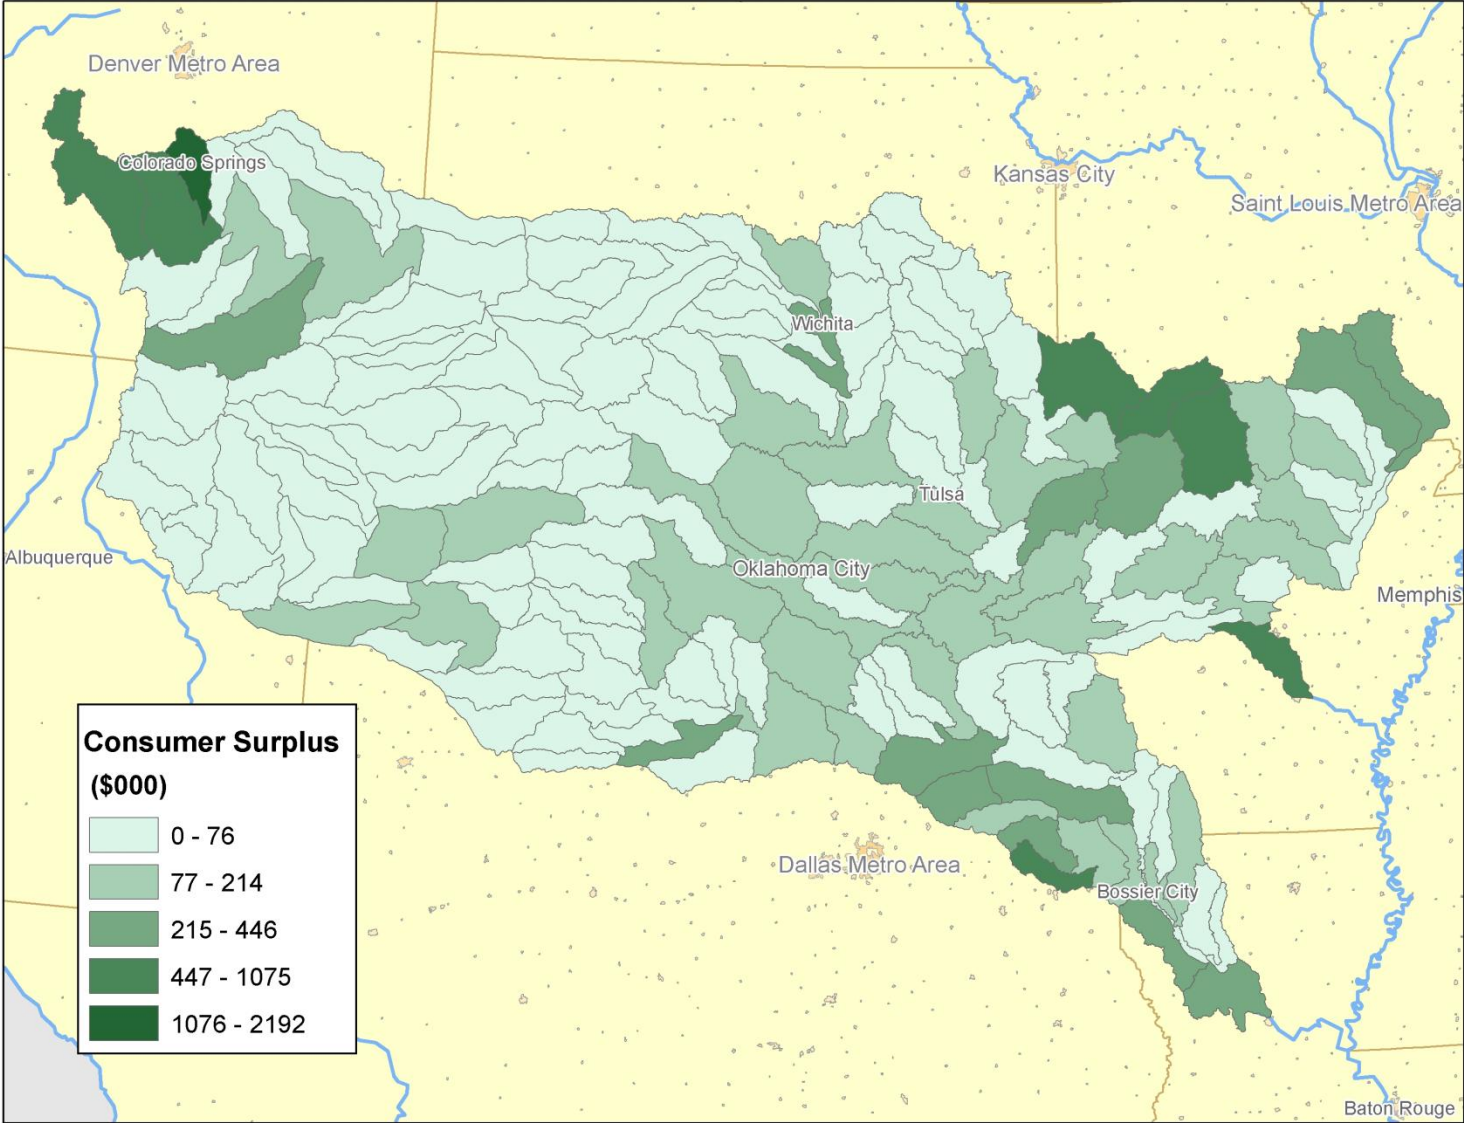 Denver Metro Area
Colorado Springs
Kansas City
Saint Louis Metro Area
Wichita
Tulsa
Albuquerque
Oklahoma City
Memphis
Consumer Surplus
($000)
0 - 76
77 - 214
215 - 446
447 - 1075
1076 - 2192
Dallas Metro Area
Bossier City
Baton Rouge